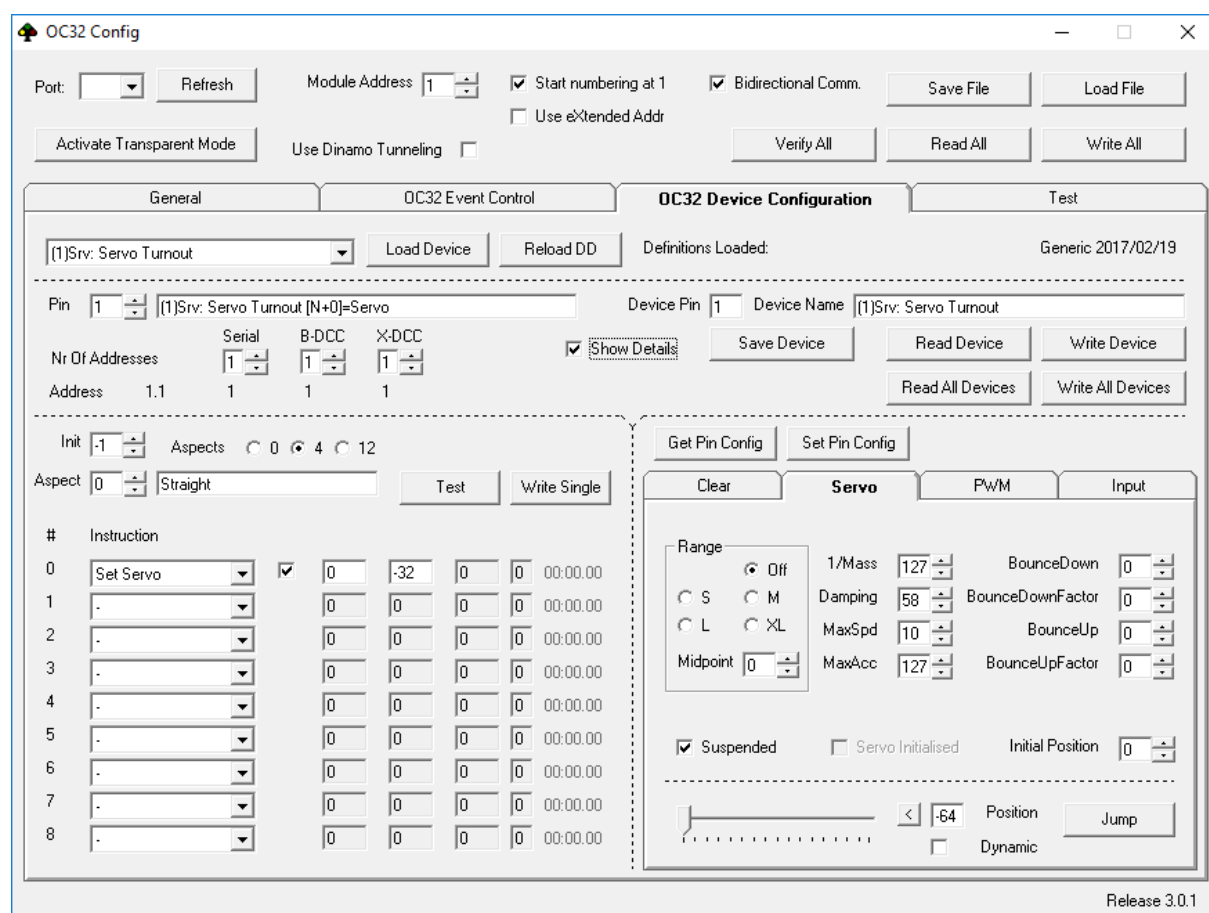 OC32 Config
Port: Refresh Module Address 1 Start numbering at 1 Bidirectional Comm. Save File Load File
Use eXtended Addr
Activate Transparent Mode Use Dinamo Tunneling Verify All Read All Write All
General OC32 Event Control OC32 Device Configuration Test
(1)Srv: Servo Turnout Load Device Reload DD Definitions Loaded: Generic 2017/02/19
Pin 1 (1)Srv: Servo Turnout [N+0]=Servo Device Pin 1 Device Name (1)Srv: Servo Turnout
Serial B-DCC X-DCC
Nr Of Addresses 1 1 1 Show Details Save Device Read Device Write Device
Address 1.1 1 1 1 Read All Devices Write All Devices
Init -1 Aspects 0 4 12 Get Pin Config Set Pin Config
Aspect 0 Straight Test Write Single Clear Servo PWM Input
# Instruction
0 Set Servo 0 -32 0 0 00:00.00
1 - 0 0 0 0 00:00.00
2 - 0 0 0 0 00:00.00
3 - 0 0 0 0 00:00.00
4 - 0 0 0 0 00:00.00
5 - 0 0 0 0 00:00.00
6 - 0 0 0 0 00:00.00
7 - 0 0 0 0 00:00.00
8 - 0 0 0 0 00:00.00
Range
Off 1/Mass 127 BounceDown 0
S M Damping 58 BounceDownFactor 0
L XL MaxSpd 10 BounceUp 0
Midpoint 0 MaxAcc 127 BounceUpFactor 0
Suspended Servo Initialised Initial Position 0
< -64 Position Jump
Dynamic
Release 3.0.1